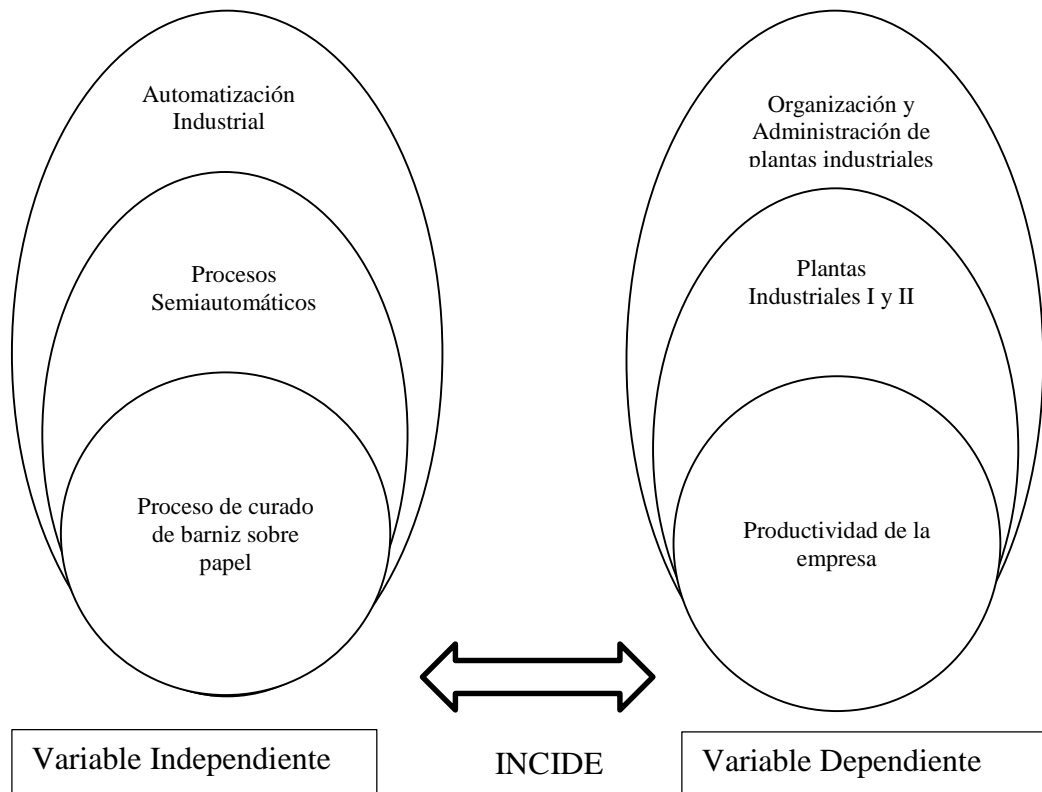 Automatización
Industrial
Procesos
Semiautomáticos
Proceso de curado
de barniz sobre
papel
Organización y
Administración de
plantas industriales
Plantas
Industriales I y II
Productividad de la
empresa
Variable Independiente
INCIDE
Variable Dependiente